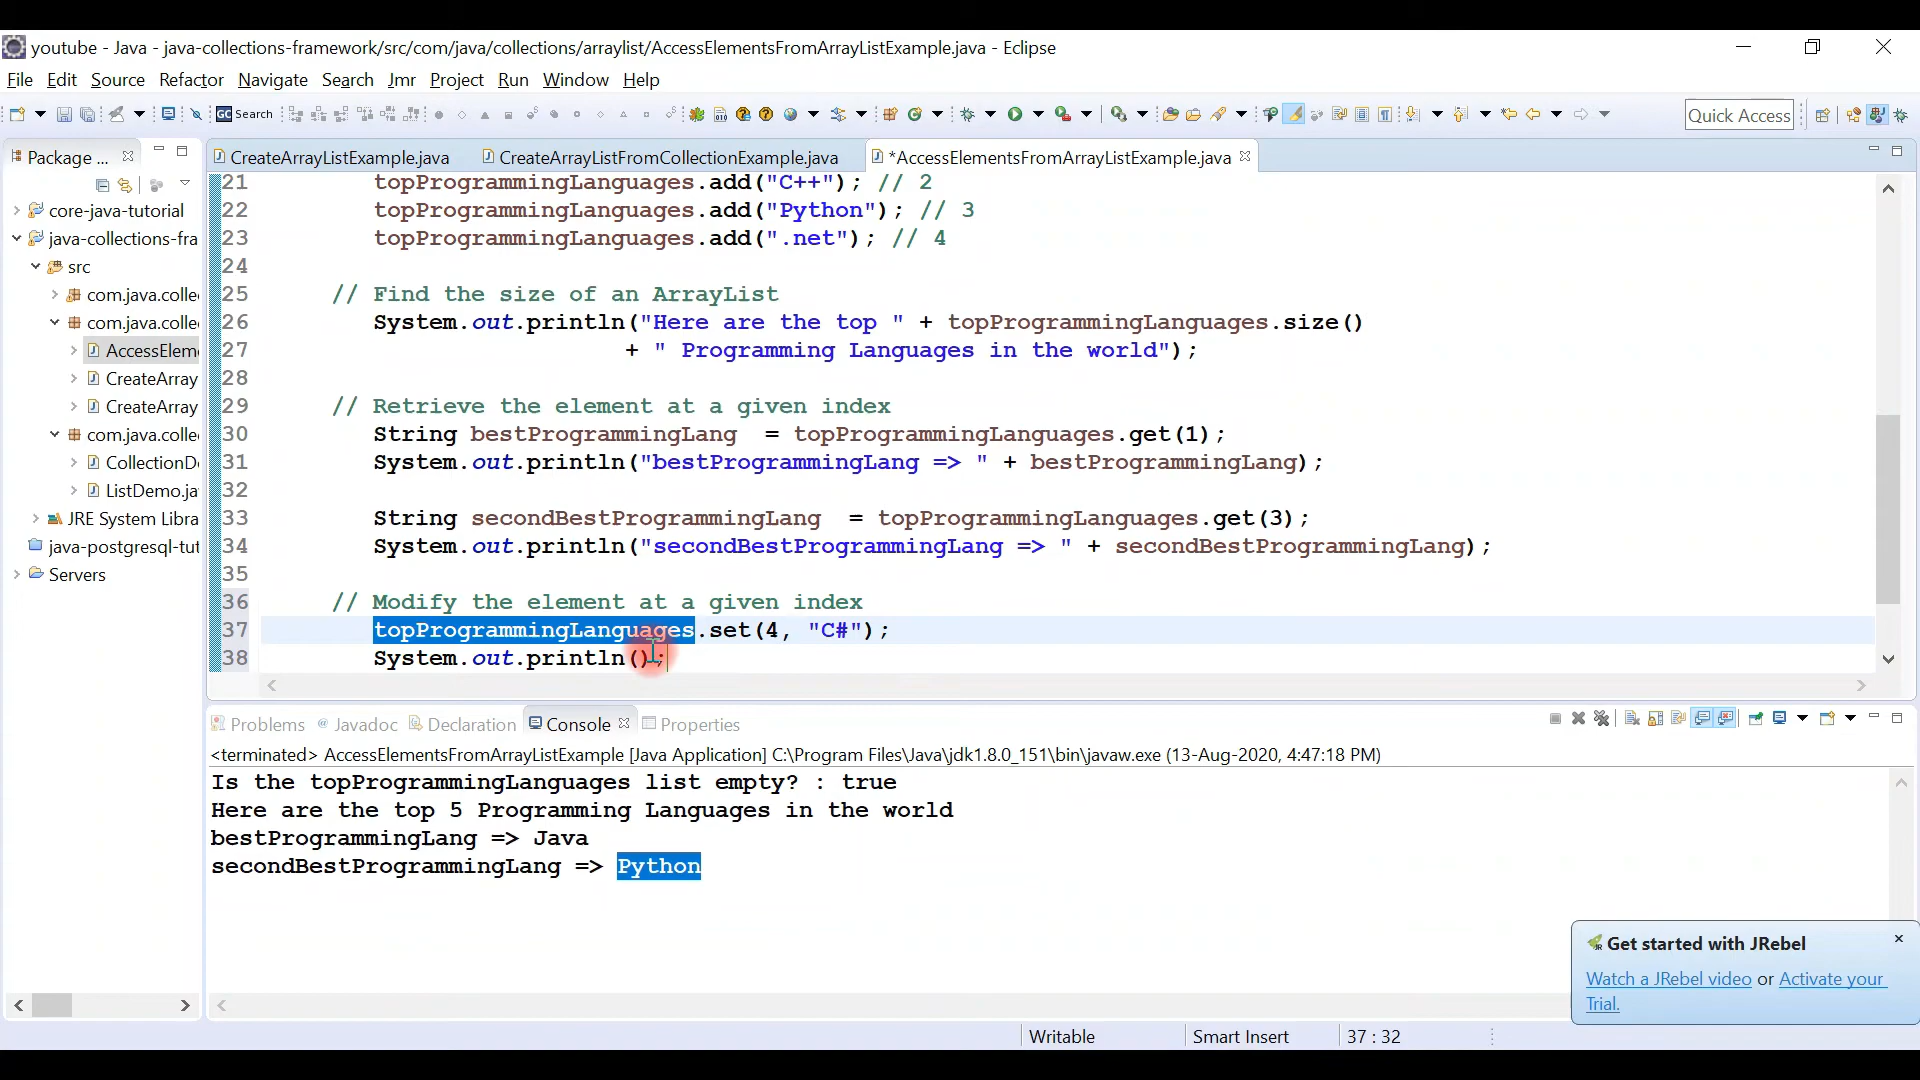 youtube - Java - java-collections-framework/src/com/java/collections/arraylist/AccessElementsFromArrayListExample.java - Eclipse
File Edit Source Refactor Navigate Search Jmr Project Run Window Help
GC Search
Quick Access
Package ...
CreateArrayListExample.java
CreateArrayListFromCollectionExample.java
*AccessElementsFromArrayListExample.java
core-java-tutorial
java-collections-fra
src
com.java.colle
com.java.colle
AccessElem
CreateArray
CreateArray
com.java.colle
CollectionD
ListDemo.ja
JRE System Libra
java-postgresql-tut
Servers
21 topProgrammingLanguages.add("C++"); // 2
22 topProgrammingLanguages.add("Python"); // 3
23 topProgrammingLanguages.add(".net"); // 4
24
25 // Find the size of an ArrayList
26 System.out.println("Here are the top " + topProgrammingLanguages.size()
27 + " Programming Languages in the world");
28
29 // Retrieve the element at a given index
30 String bestProgrammingLang = topProgrammingLanguages.get(1);
31 System.out.println("bestProgrammingLang => " + bestProgrammingLang);
32
33 String secondBestProgrammingLang = topProgrammingLanguages.get(3);
34 System.out.println("secondBestProgrammingLang => " + secondBestProgrammingLang);
35
36 // Modify the element at a given index
37 topProgrammingLanguages.set(4, "C#");
38 System.out.println();
Problems Javadoc Declaration Console Properties
<terminated> AccessElementsFromArrayListExample [Java Application] C:\Program Files\Java\jdk1.8.0_151\bin\javaw.exe (13-Aug-2020, 4:47:18 PM)
Is the topProgrammingLanguages list empty? : true
Here are the top 5 Programming Languages in the world
bestProgrammingLang => Java
secondBestProgrammingLang => Python
Get started with JRebel
Watch a JRebel video or Activate your
Trial.
Writable
Smart Insert
37 : 32